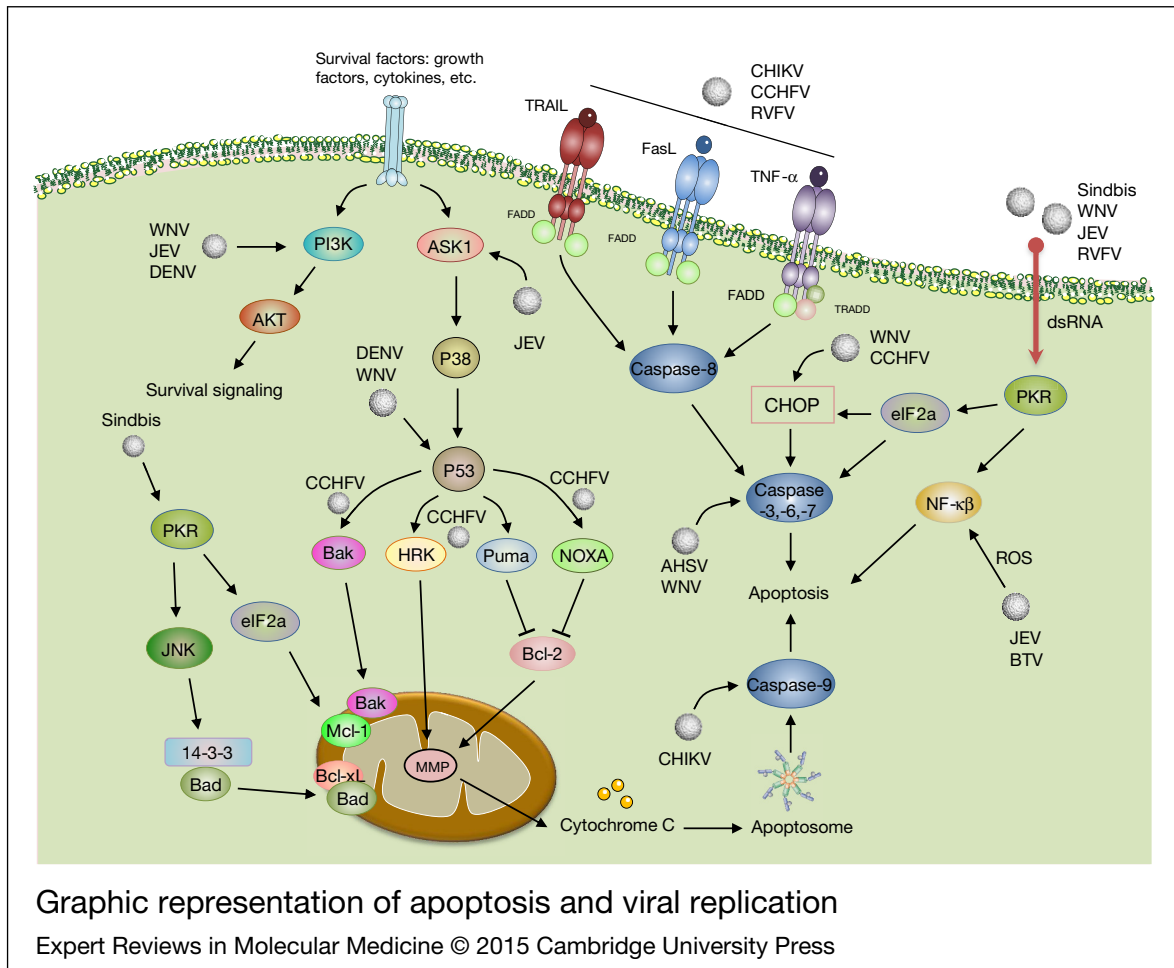 Survival factors: growth
factors, cytokines, etc.
CHIKV
CCHFV
RVFV
TRAIL
FasL
TNF-α
Sindbis
WNV
JEV
RVFV
FADD
FADD
FADD
TRADD
dsRNA
WNV
JEV
DENV
PI3K
ASK1
AKT
JEV
Survival signaling
DENV
WNV
P38
Caspase-8
WNV
CCHFV
CHOP
eIF2a
PKR
Sindbis
P53
CCHFV
CCHFV
CCHFV
Caspase
-3,-6,-7
NF-κβ
PKR
Bak
HRK
Puma
NOXA
AHSV
WNV
ROS
Apoptosis
eIF2a
JNK
Bcl-2
JEV
BTV
Caspase-9
Bak
Mcl-1
CHIKV
14-3-3
Bad
Bcl-xL
Bad
MMP
Cytochrome C
Apoptosome
Graphic representation of apoptosis and viral replication
Expert Reviews in Molecular Medicine © 2015 Cambridge University Press